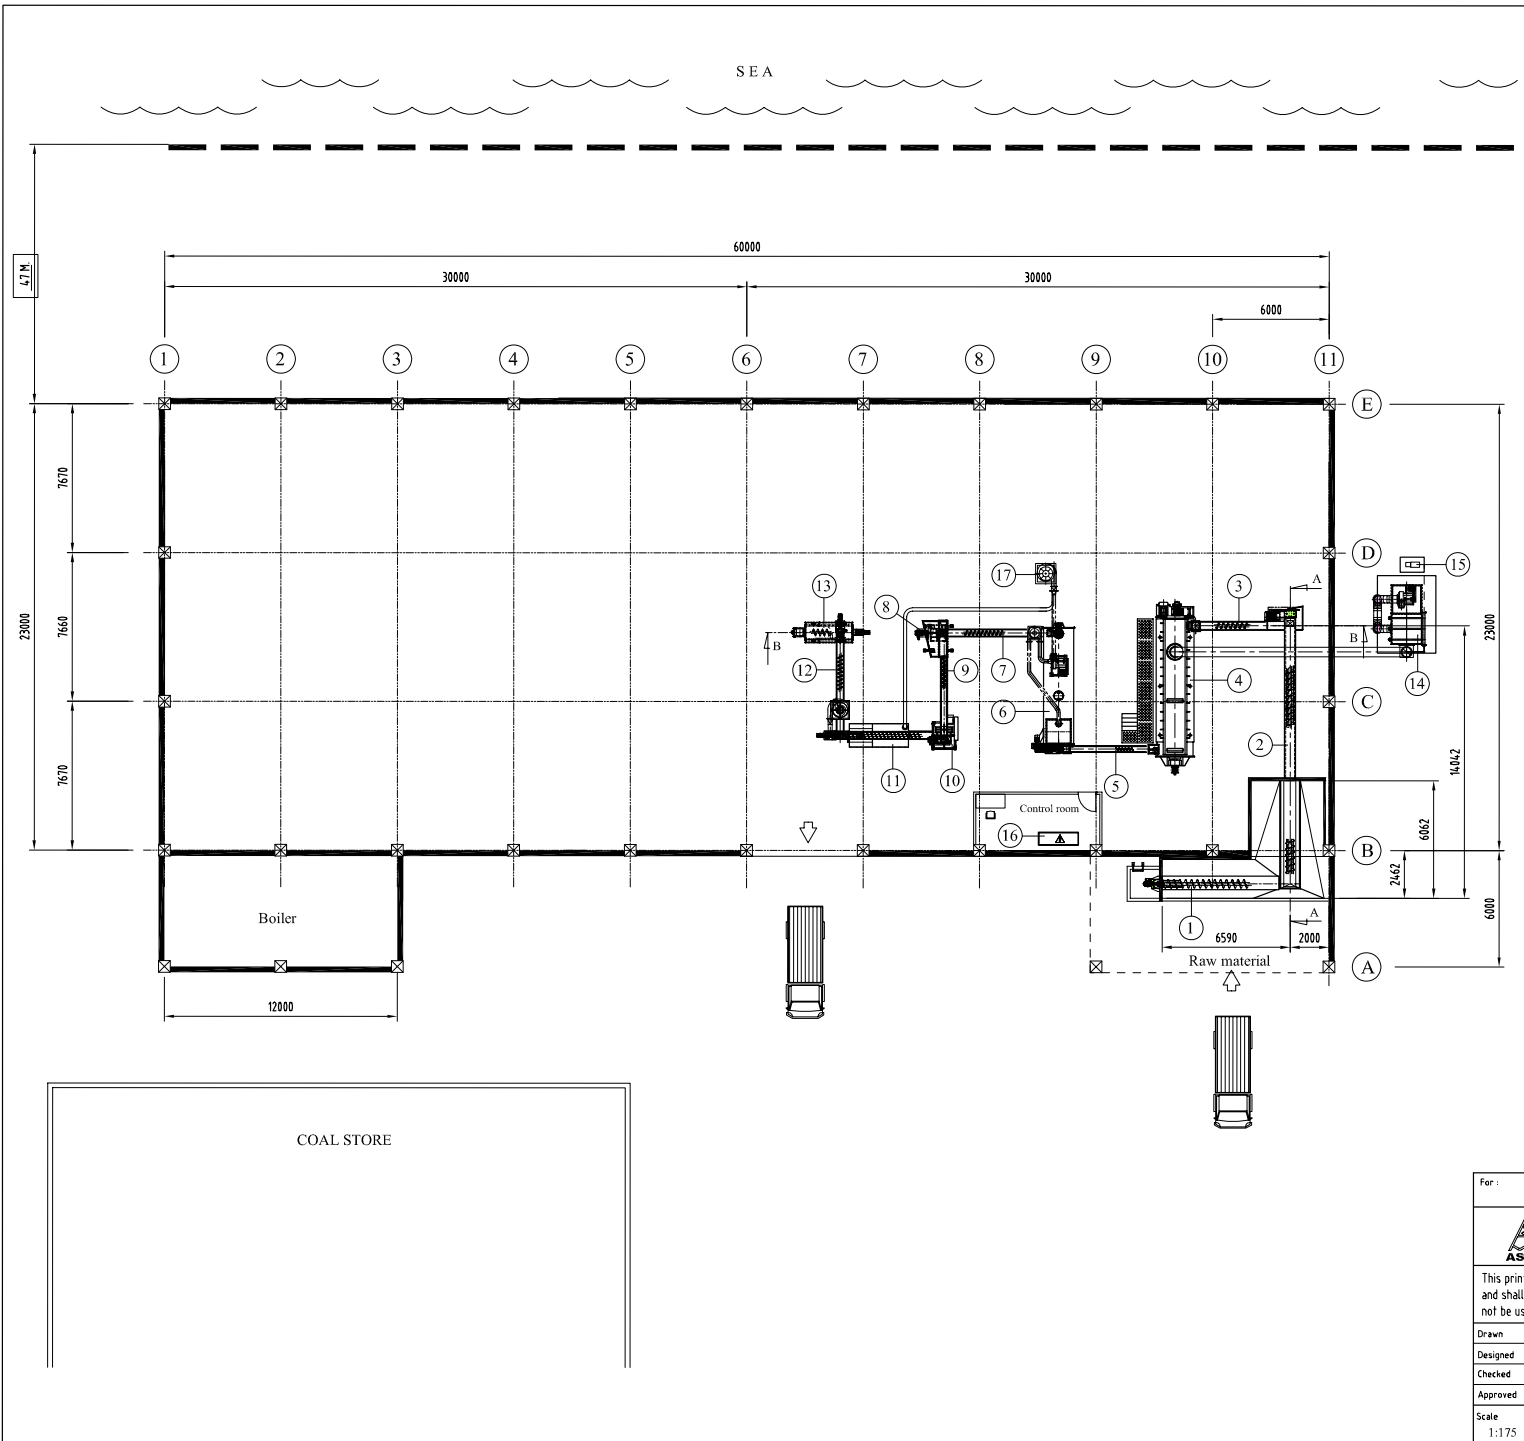 SEA
47 M.
60000
30000
30000
6000
1
2
3
4
5
6
7
8
9
10
11
E
7670
D
15
17
3
A
13
8
23000
7660
23000
B
B
12
9
7
4
14
6
C
2
10
11
5
14042
7670
Control room
6062
16
B
2462
1
A
6590
2000
6000
Boiler
Raw material
A
12000
COAL STORE
For :
AS
This prin
and shall
not be us
Drawn
Designed
Checked
Approved
Scale
1:175